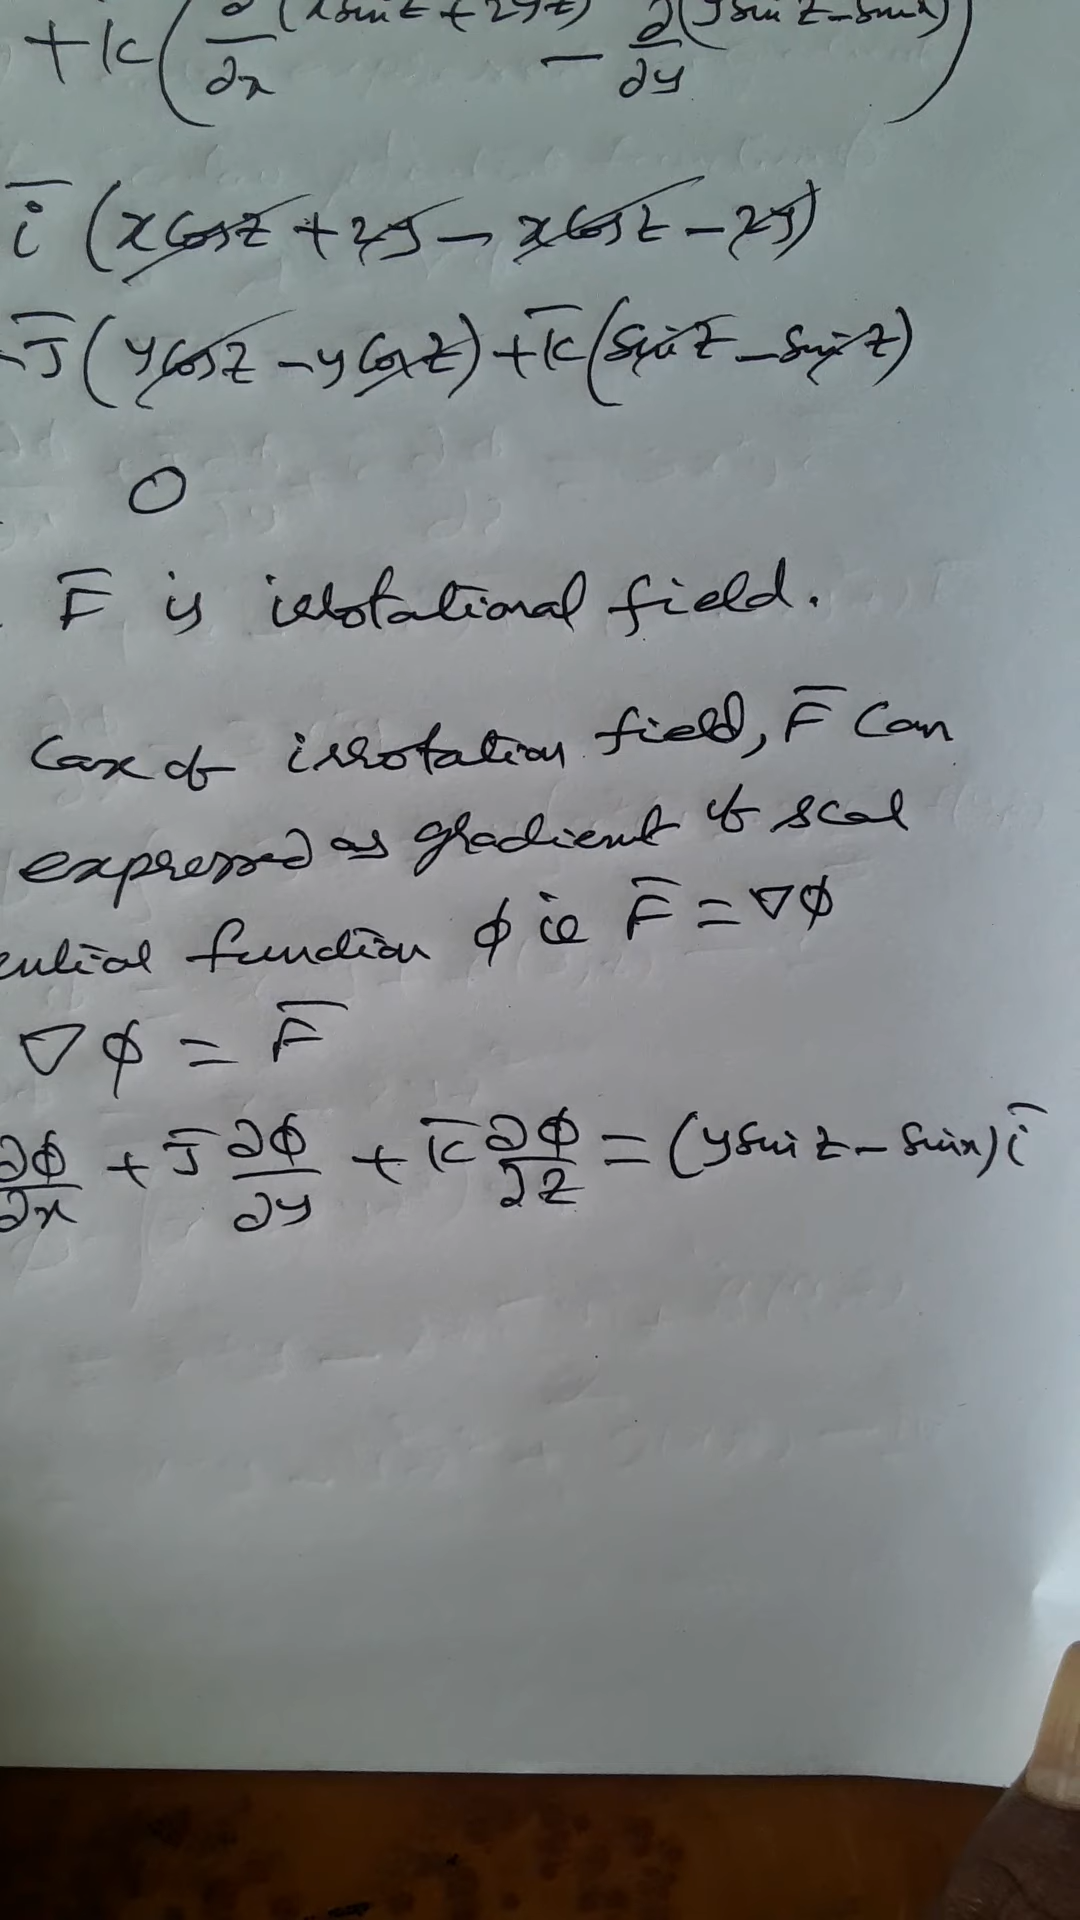 +k(∂/∂x (x sin z + 2yz) - ∂/∂y (y sin z - sin x))
i̅ (x cos z + 2y - x cos z - 2y)
-J̅ (y cos z - y cos z) + k̅ (sin z - sin z)
0
F̅ is irrotational field.
Case of irrotation field, F̅ can
expressed as gradient of scal
ential function ϕ ie F̅ = ∇ϕ
∇ϕ = F̅
∂ϕ/∂x + J̅ ∂ϕ/∂y + k̅ ∂ϕ/∂z = (y sin z - sin x) i̅